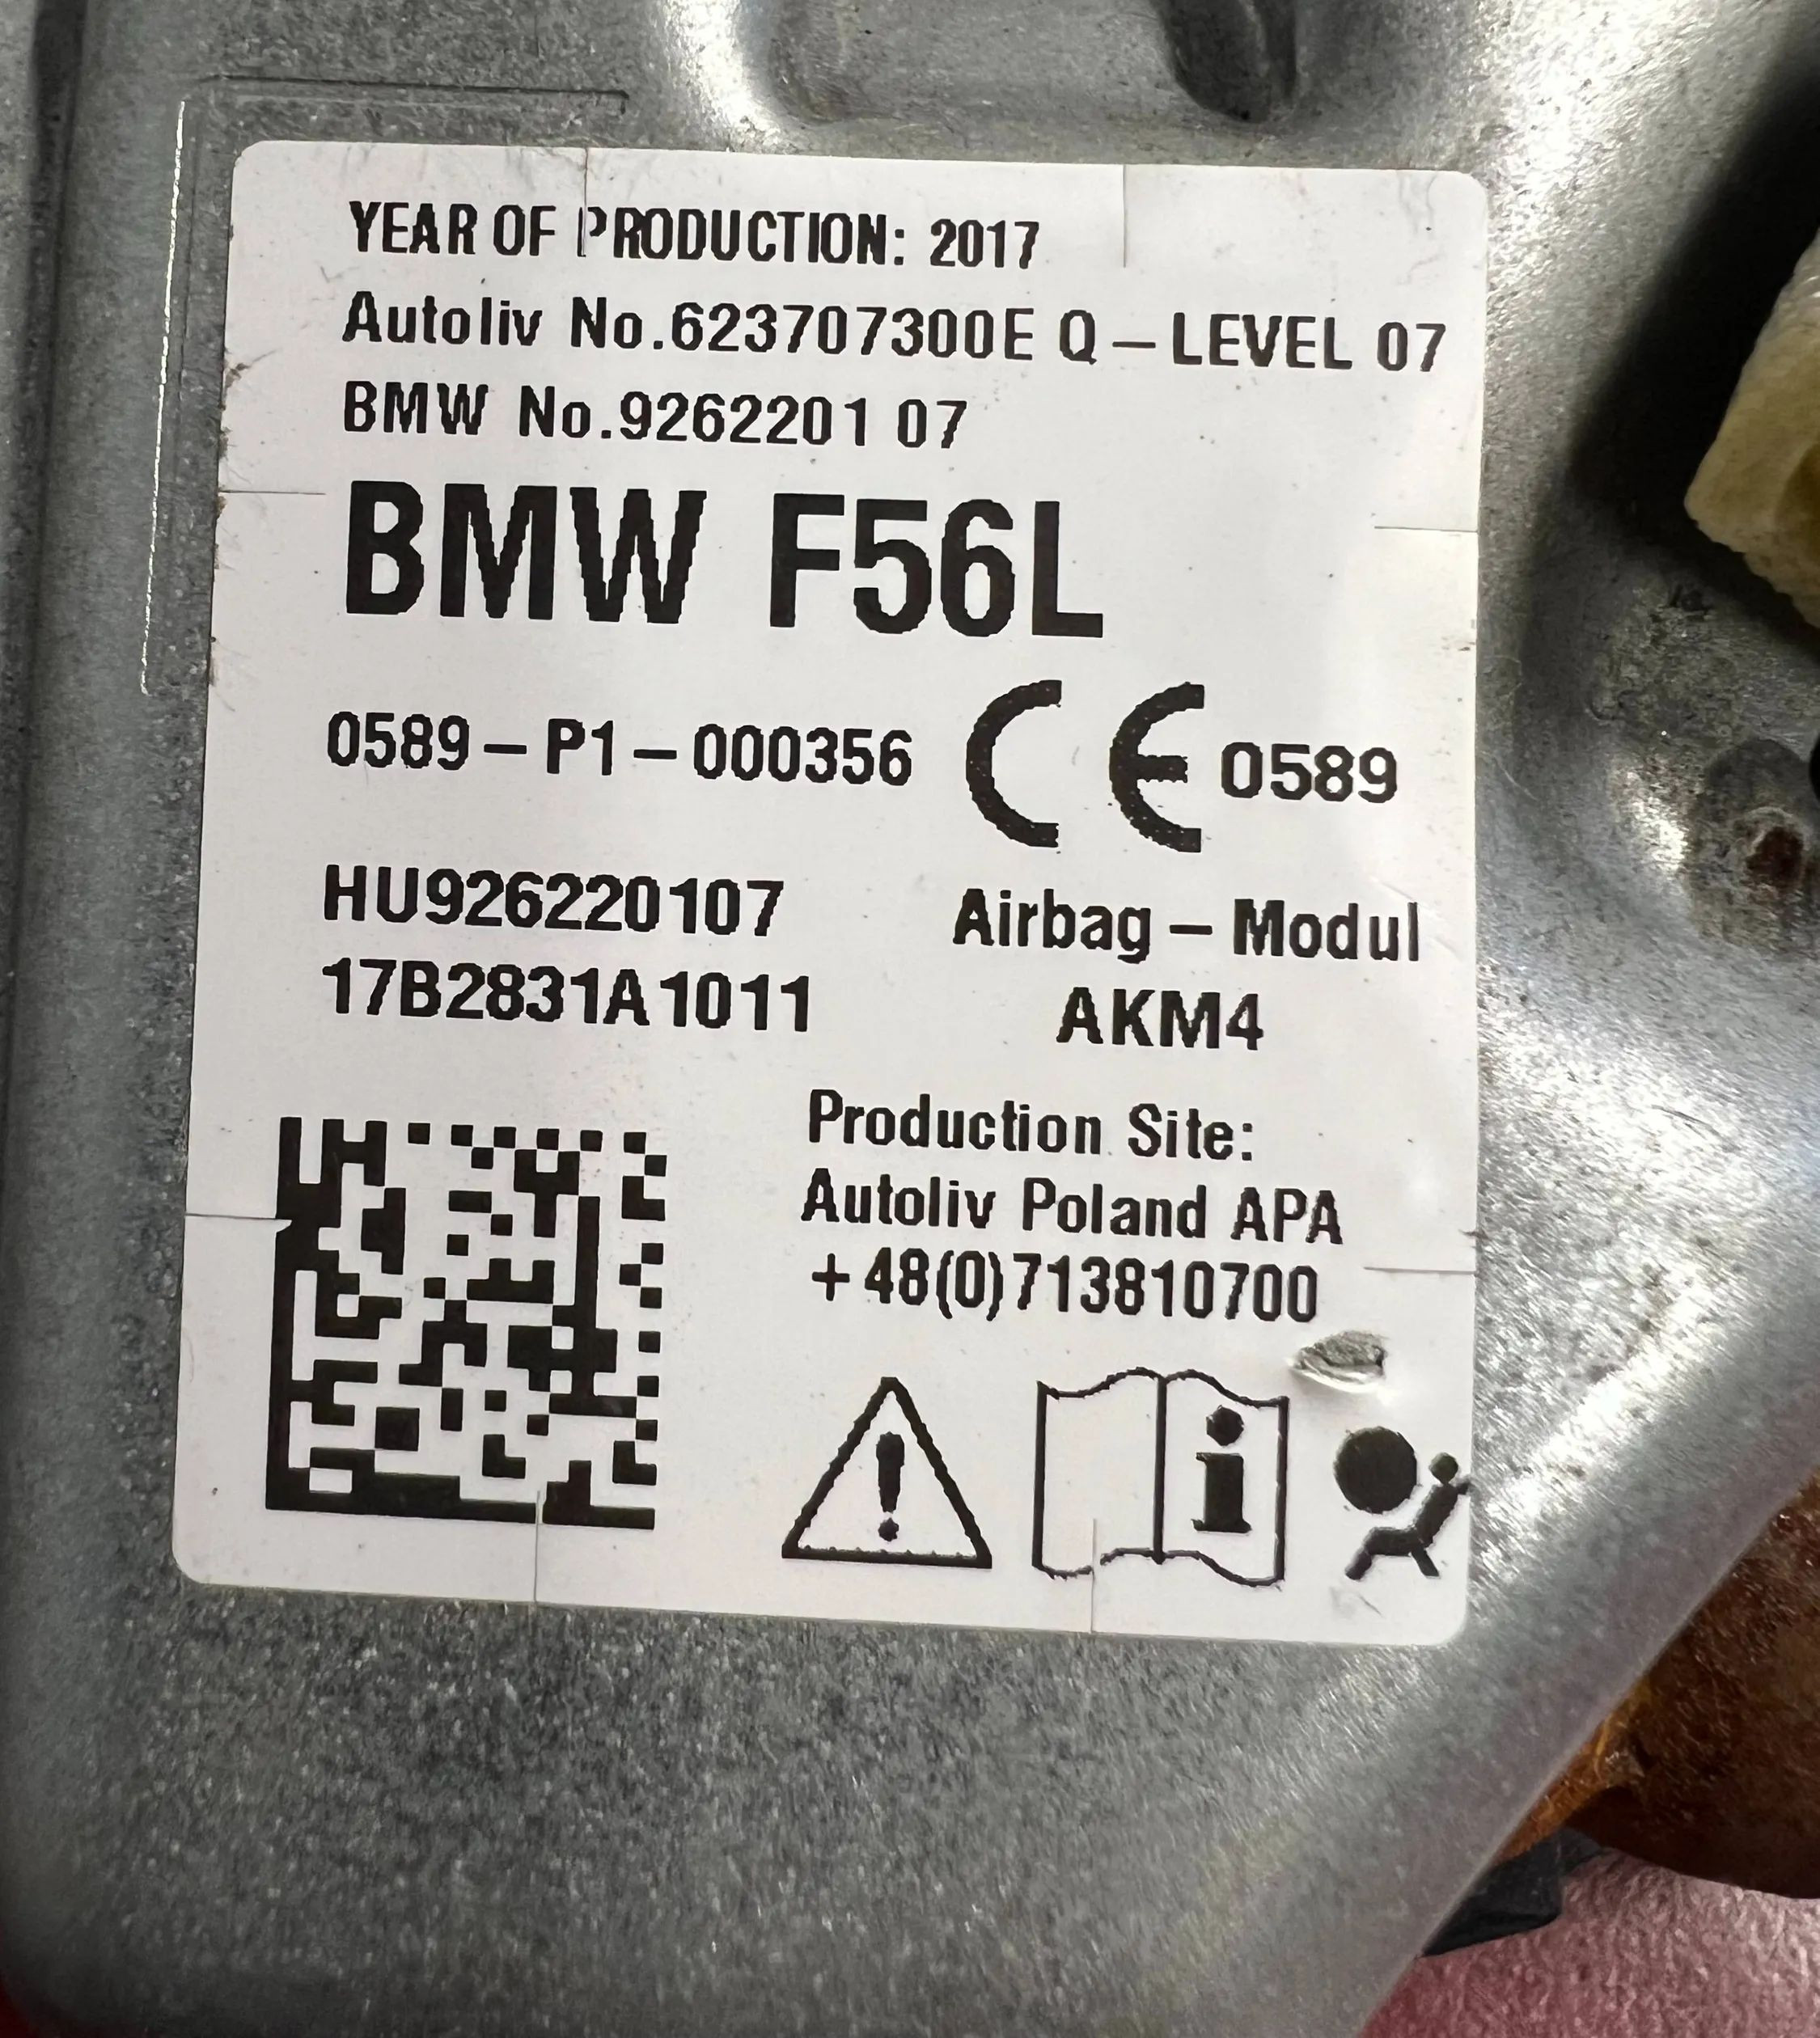 YEAR OF PRODUCTION: 2017
Autoliv No.623707300E Q-LEVEL 07
BMW No.9262201 07
BMW F56L
0589-P1-000356 CE 0589
HU926220107 Airbag-Modul
17B2831A1011 AKM4
Production Site:
Autoliv Poland APA
+48(0)713810700